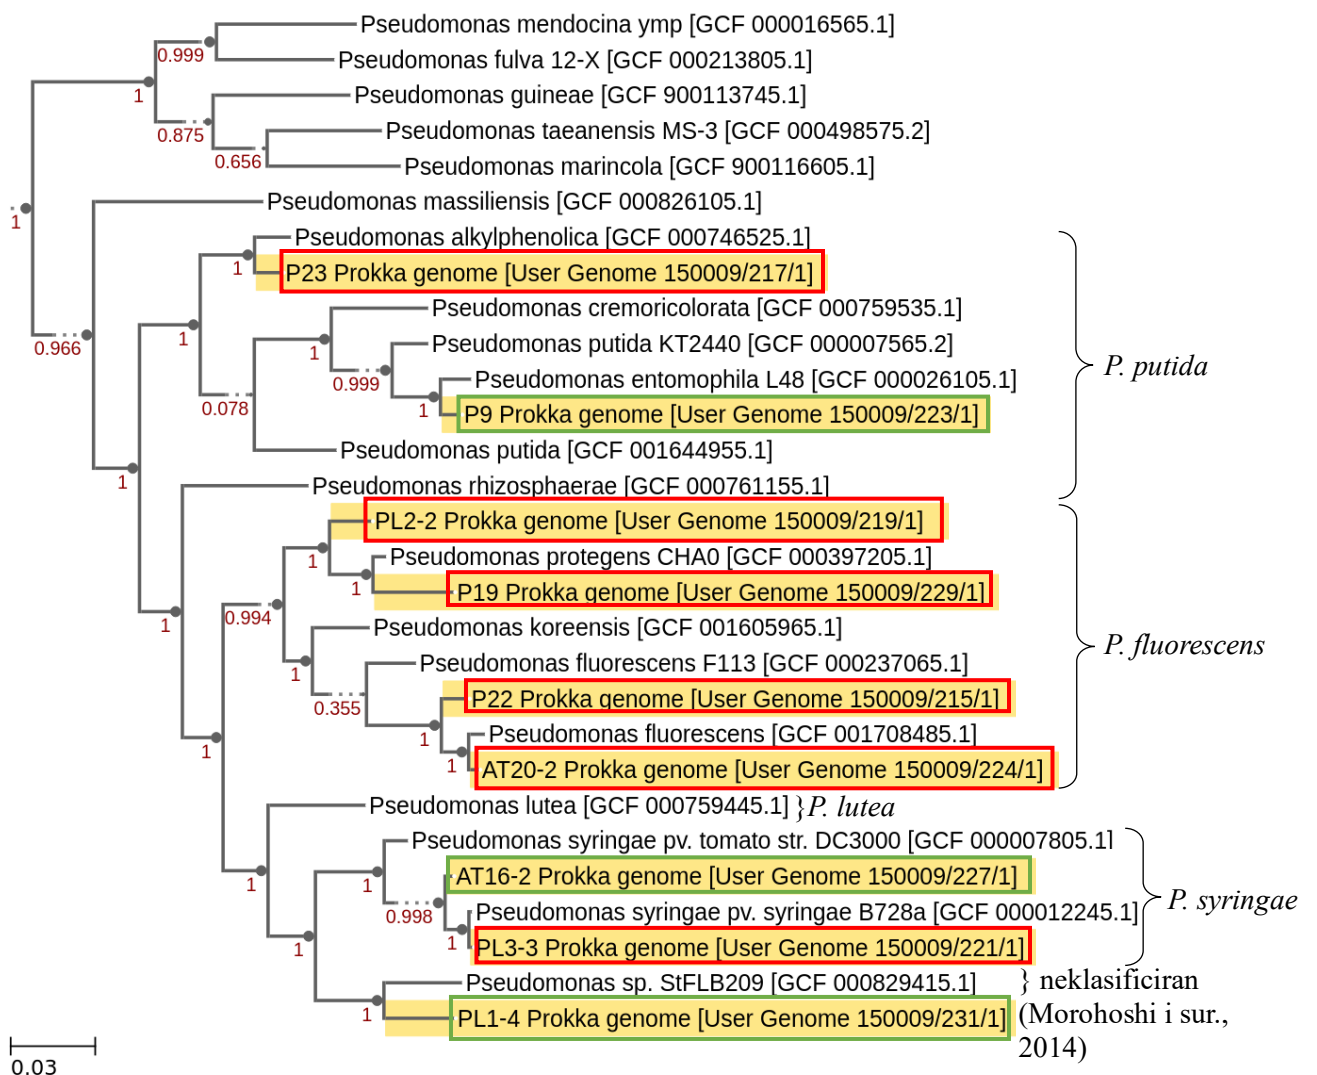 Pseudomonas mendocina ymp [GCF 000016565.1]
0.999
Pseudomonas fulva 12-X [GCF 000213805.1]
1
Pseudomonas guineae [GCF 900113745.1]
0.875
Pseudomonas taeanensis MS-3 [GCF 000498575.2]
0.656
Pseudomonas marincola [GCF 900116605.1]
1
Pseudomonas massiliensis [GCF 000826105.1]
Pseudomonas alkylphenolica [GCF 000746525.1]
1
P23 Prokka genome [User Genome 150009/217/1]
Pseudomonas cremoricolorata [GCF 000759535.1]
0.966
1
1
Pseudomonas putida KT2440 [GCF 000007565.2]
P. putida
0.999
Pseudomonas entomophila L48 [GCF 000026105.1]
0.078
1
P9 Prokka genome [User Genome 150009/223/1]
Pseudomonas putida [GCF 001644955.1]
1
Pseudomonas rhizosphaerae [GCF 000761155.1]
PL2-2 Prokka genome [User Genome 150009/219/1]
1
Pseudomonas protegens CHA0 [GCF 000397205.1]
1
P19 Prokka genome [User Genome 150009/229/1]
1
0.994
Pseudomonas koreensis [GCF 001605965.1]
P. fluorescens
1
Pseudomonas fluorescens F113 [GCF 000237065.1]
0.355
P22 Prokka genome [User Genome 150009/215/1]
1
1
Pseudomonas fluorescens [GCF 001708485.1]
1
AT20-2 Prokka genome [User Genome 150009/224/1]
Pseudomonas lutea [GCF 000759445.1] }P. lutea
Pseudomonas syringae pv. tomato str. DC3000 [GCF 000007805.1]
1
1
AT16-2 Prokka genome [User Genome 150009/227/1]
0.998
Pseudomonas syringae pv. syringae B728a [GCF 000012245.1]
P. syringae
1
1
PL3-3 Prokka genome [User Genome 150009/221/1]
Pseudomonas sp. StFLB209 [GCF 000829415.1] } neklasificiran
1
PL1-4 Prokka genome [User Genome 150009/231/1] (Morohoshi i sur.,
2014)
0.03